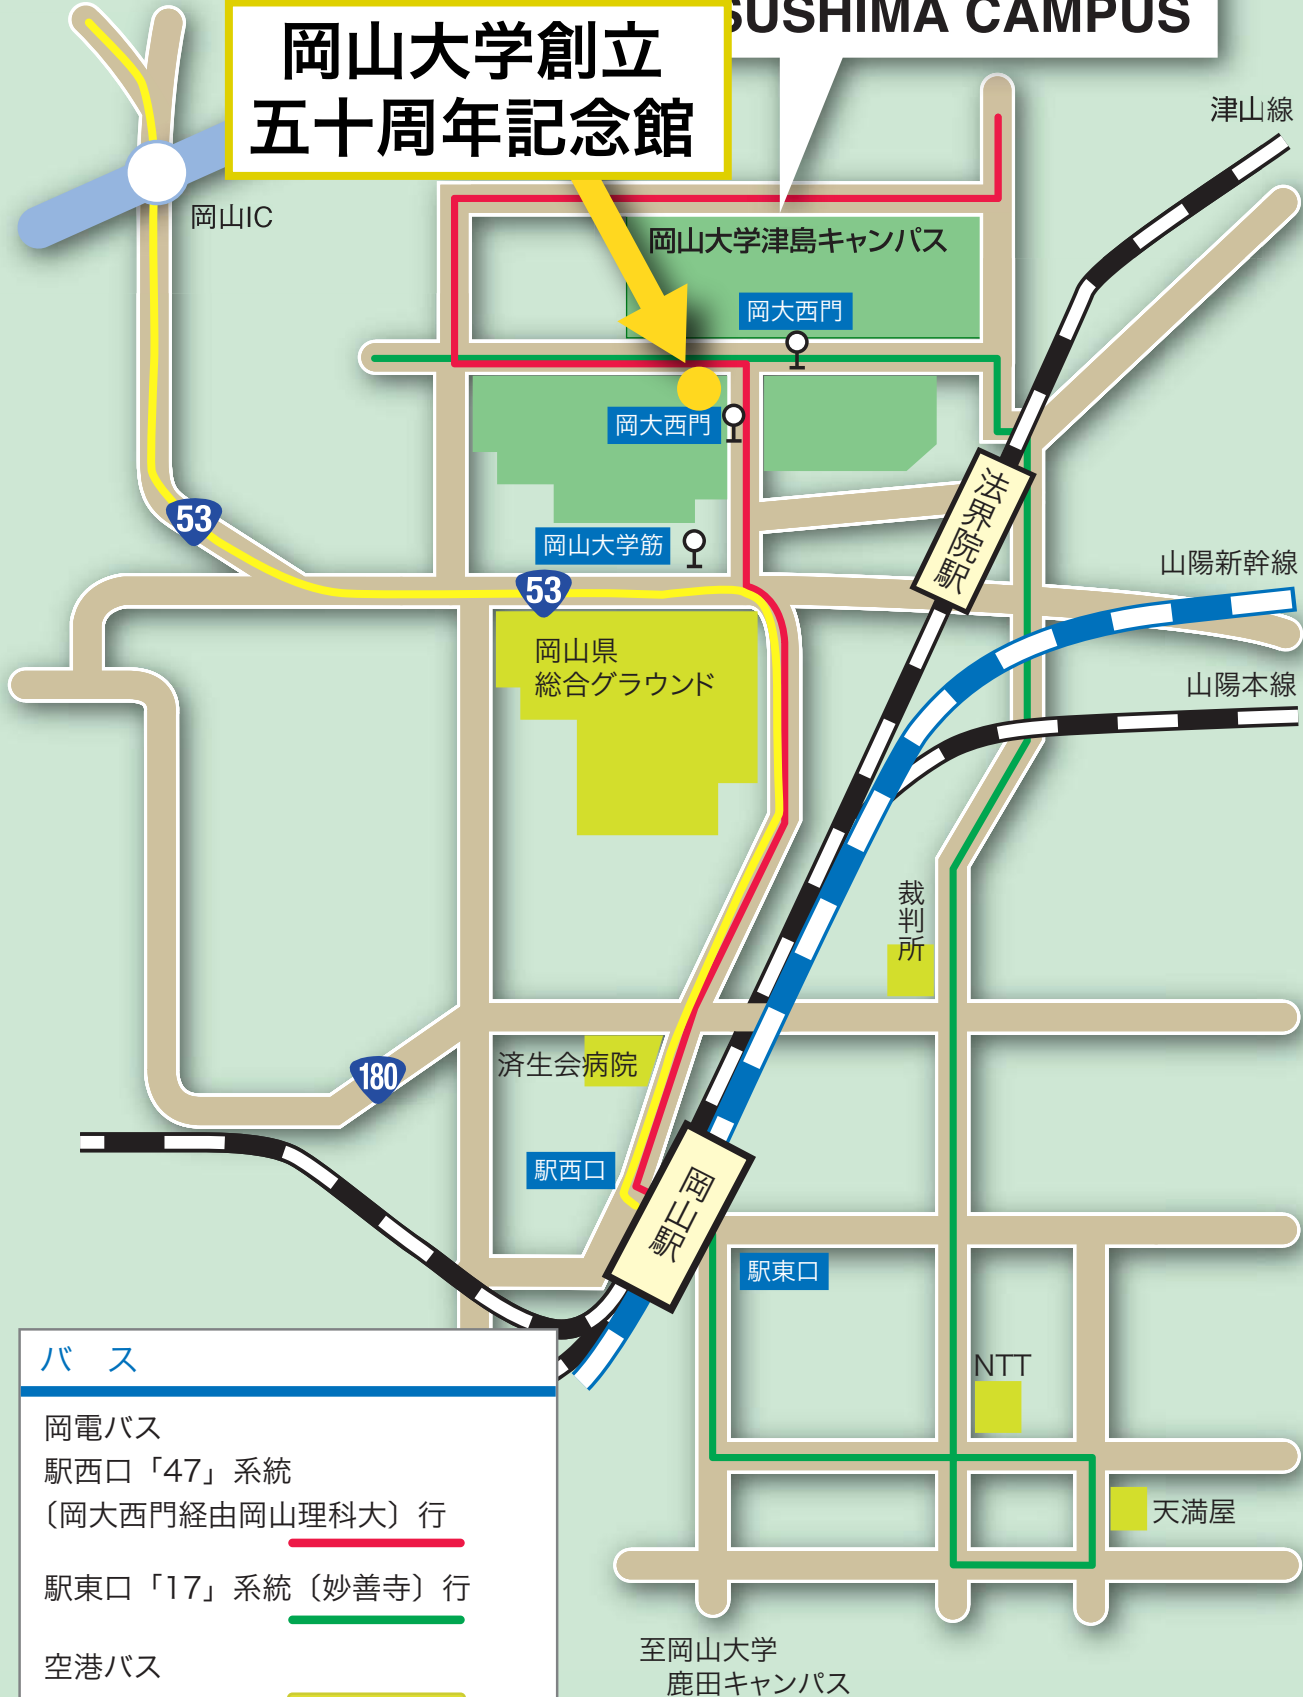 SUSHIMA CAMPUS
岡山大学創立
五十周年記念館
津山線
岡山IC
岡山大学津島キャンパス
岡大西門
岡大西門
法界院駅
53
岡山大学筋
山陽新幹線
53
岡山県
総合グラウンド
山陽本線
裁判所
済生会病院
180
駅西口
岡山駅
駅東口
NTT
天満屋
バ ス
岡電バス
駅西口「47」系統
〔岡大西門経由岡山理科大〕行
駅東口「17」系統〔妙善寺〕行
空港バス
至岡山大学
鹿田キャンパス